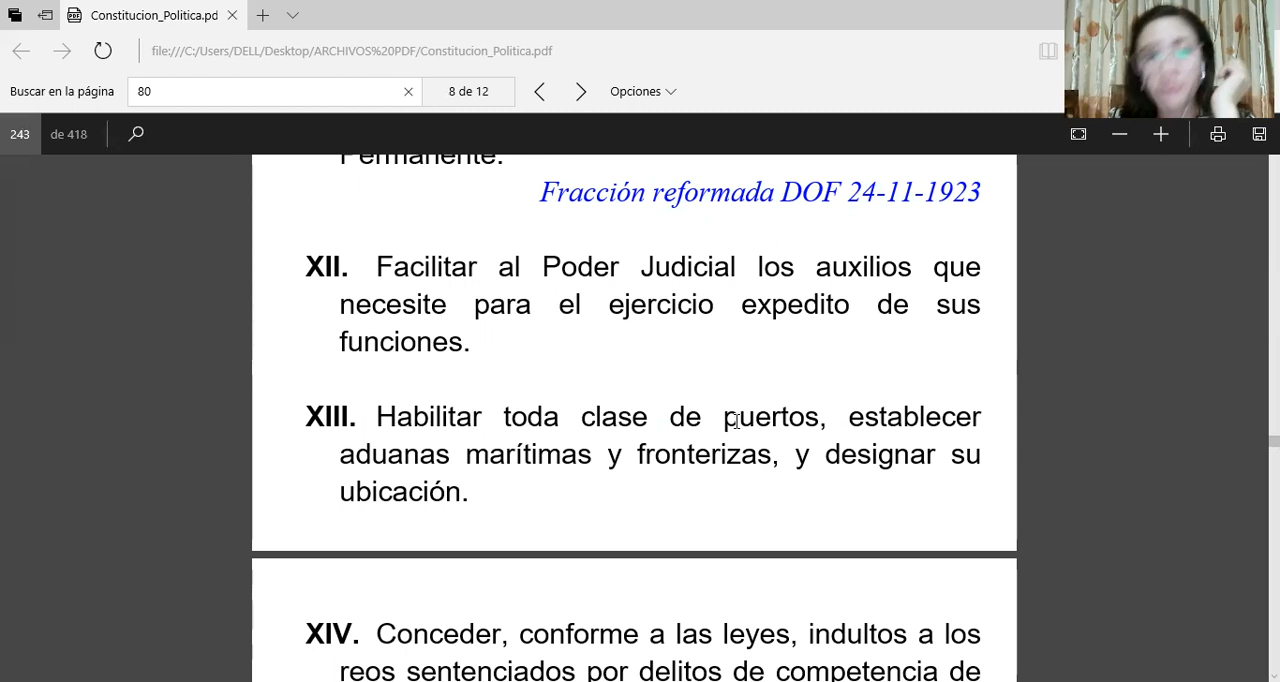 Constitucion_Politica.pd
file:///C:/Users/DELL/Desktop/ARCHIVOS%20PDF/Constitucion_Politica.pdf
Buscar en la página 80 8 de 12 Opciones
243 de 418
Permanente.
Fracción reformada DOF 24-11-1923
XII. Facilitar al Poder Judicial los auxilios que
necesite para el ejercicio expedito de sus
funciones.
XIII. Habilitar toda clase de puertos, establecer
aduanas marítimas y fronterizas, y designar su
ubicación.
XIV. Conceder, conforme a las leyes, indultos a los
reos sentenciados por delitos de competencia de